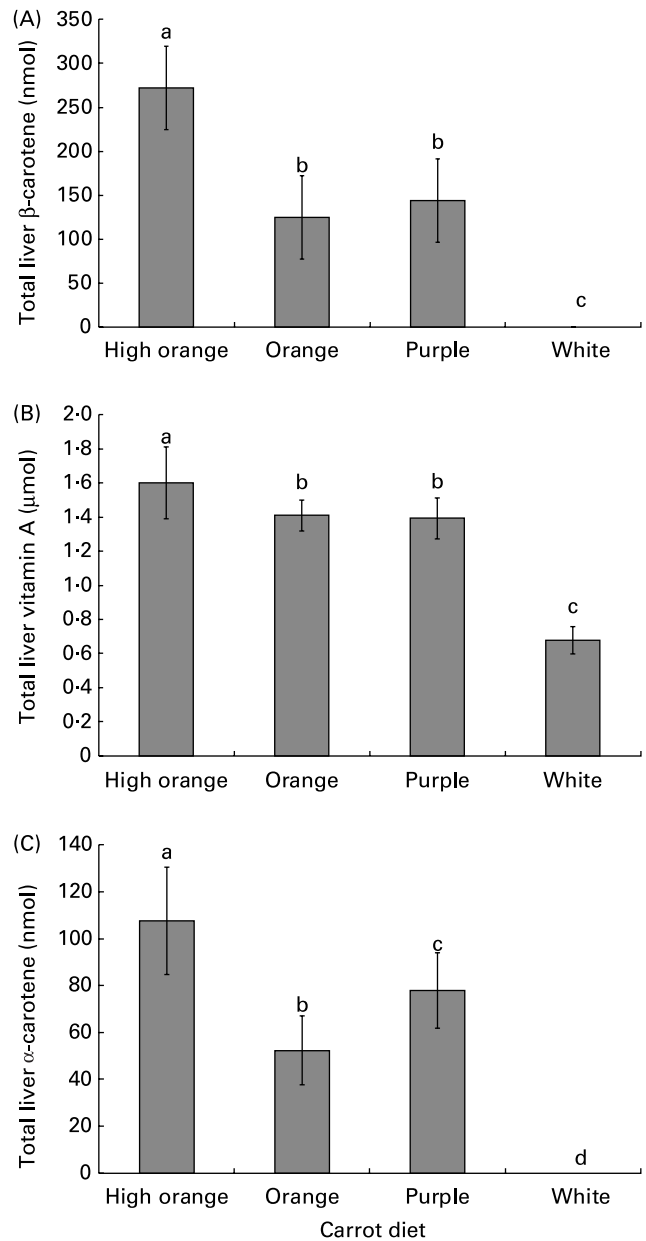 (A)
Total liver β-carotene (nmol)
350
300
250
200
150
100
50
0
a
b
b
c
High orange Orange Purple White
(B)
Total liver vitamin A (μmol)
2·0
1·8
1·6
1·4
1·2
1·0
0·8
0·6
0·4
0·2
0
a
b
b
c
High orange Orange Purple White
(C)
Total liver α-carotene (nmol)
140
120
100
80
60
40
20
0
a
b
c
d
High orange Orange Purple White
Carrot diet